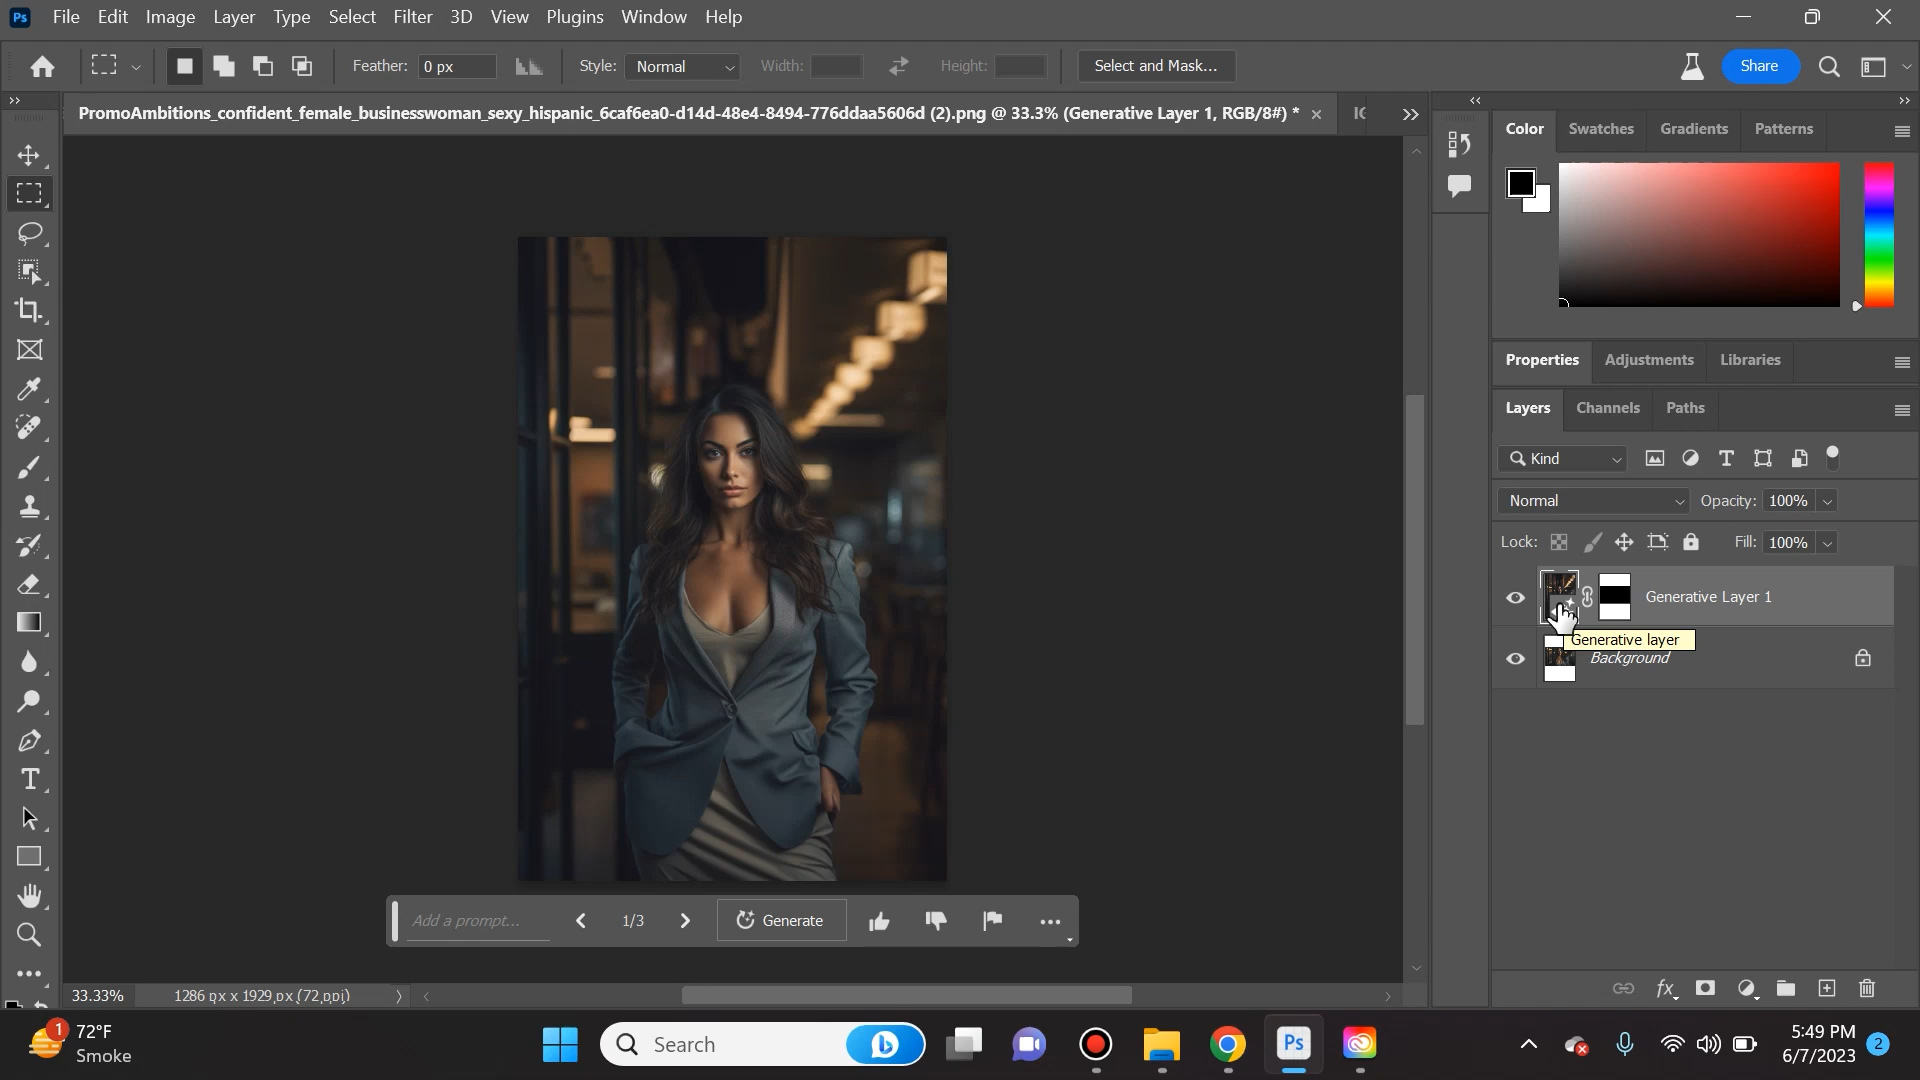 Ps File Edit Image Layer Type Select Filter 3D View Plugins Window Help
Feather: 0 px Style: Normal Width: Height: Select and Mask... Share
PromoAmbitions_confident_female_businesswoman_sexy_hispanic_6caf6ea0-d14d-48e4-8494-776ddaa5606d (2).png @ 33.3% (Generative Layer 1, RGB/8#) *
Color Swatches Gradients Patterns
Properties Adjustments Libraries
Layers Channels Paths
Kind
Normal Opacity: 100%
Lock: Fill: 100%
Generative Layer 1
Generative layer
Background
Add a prompt... 1/3 Generate
33.33% 1286 px x 1929 px (72 ppi)
1 72°F
Smoke
Search
Ps
5:49 PM
6/7/2023
2